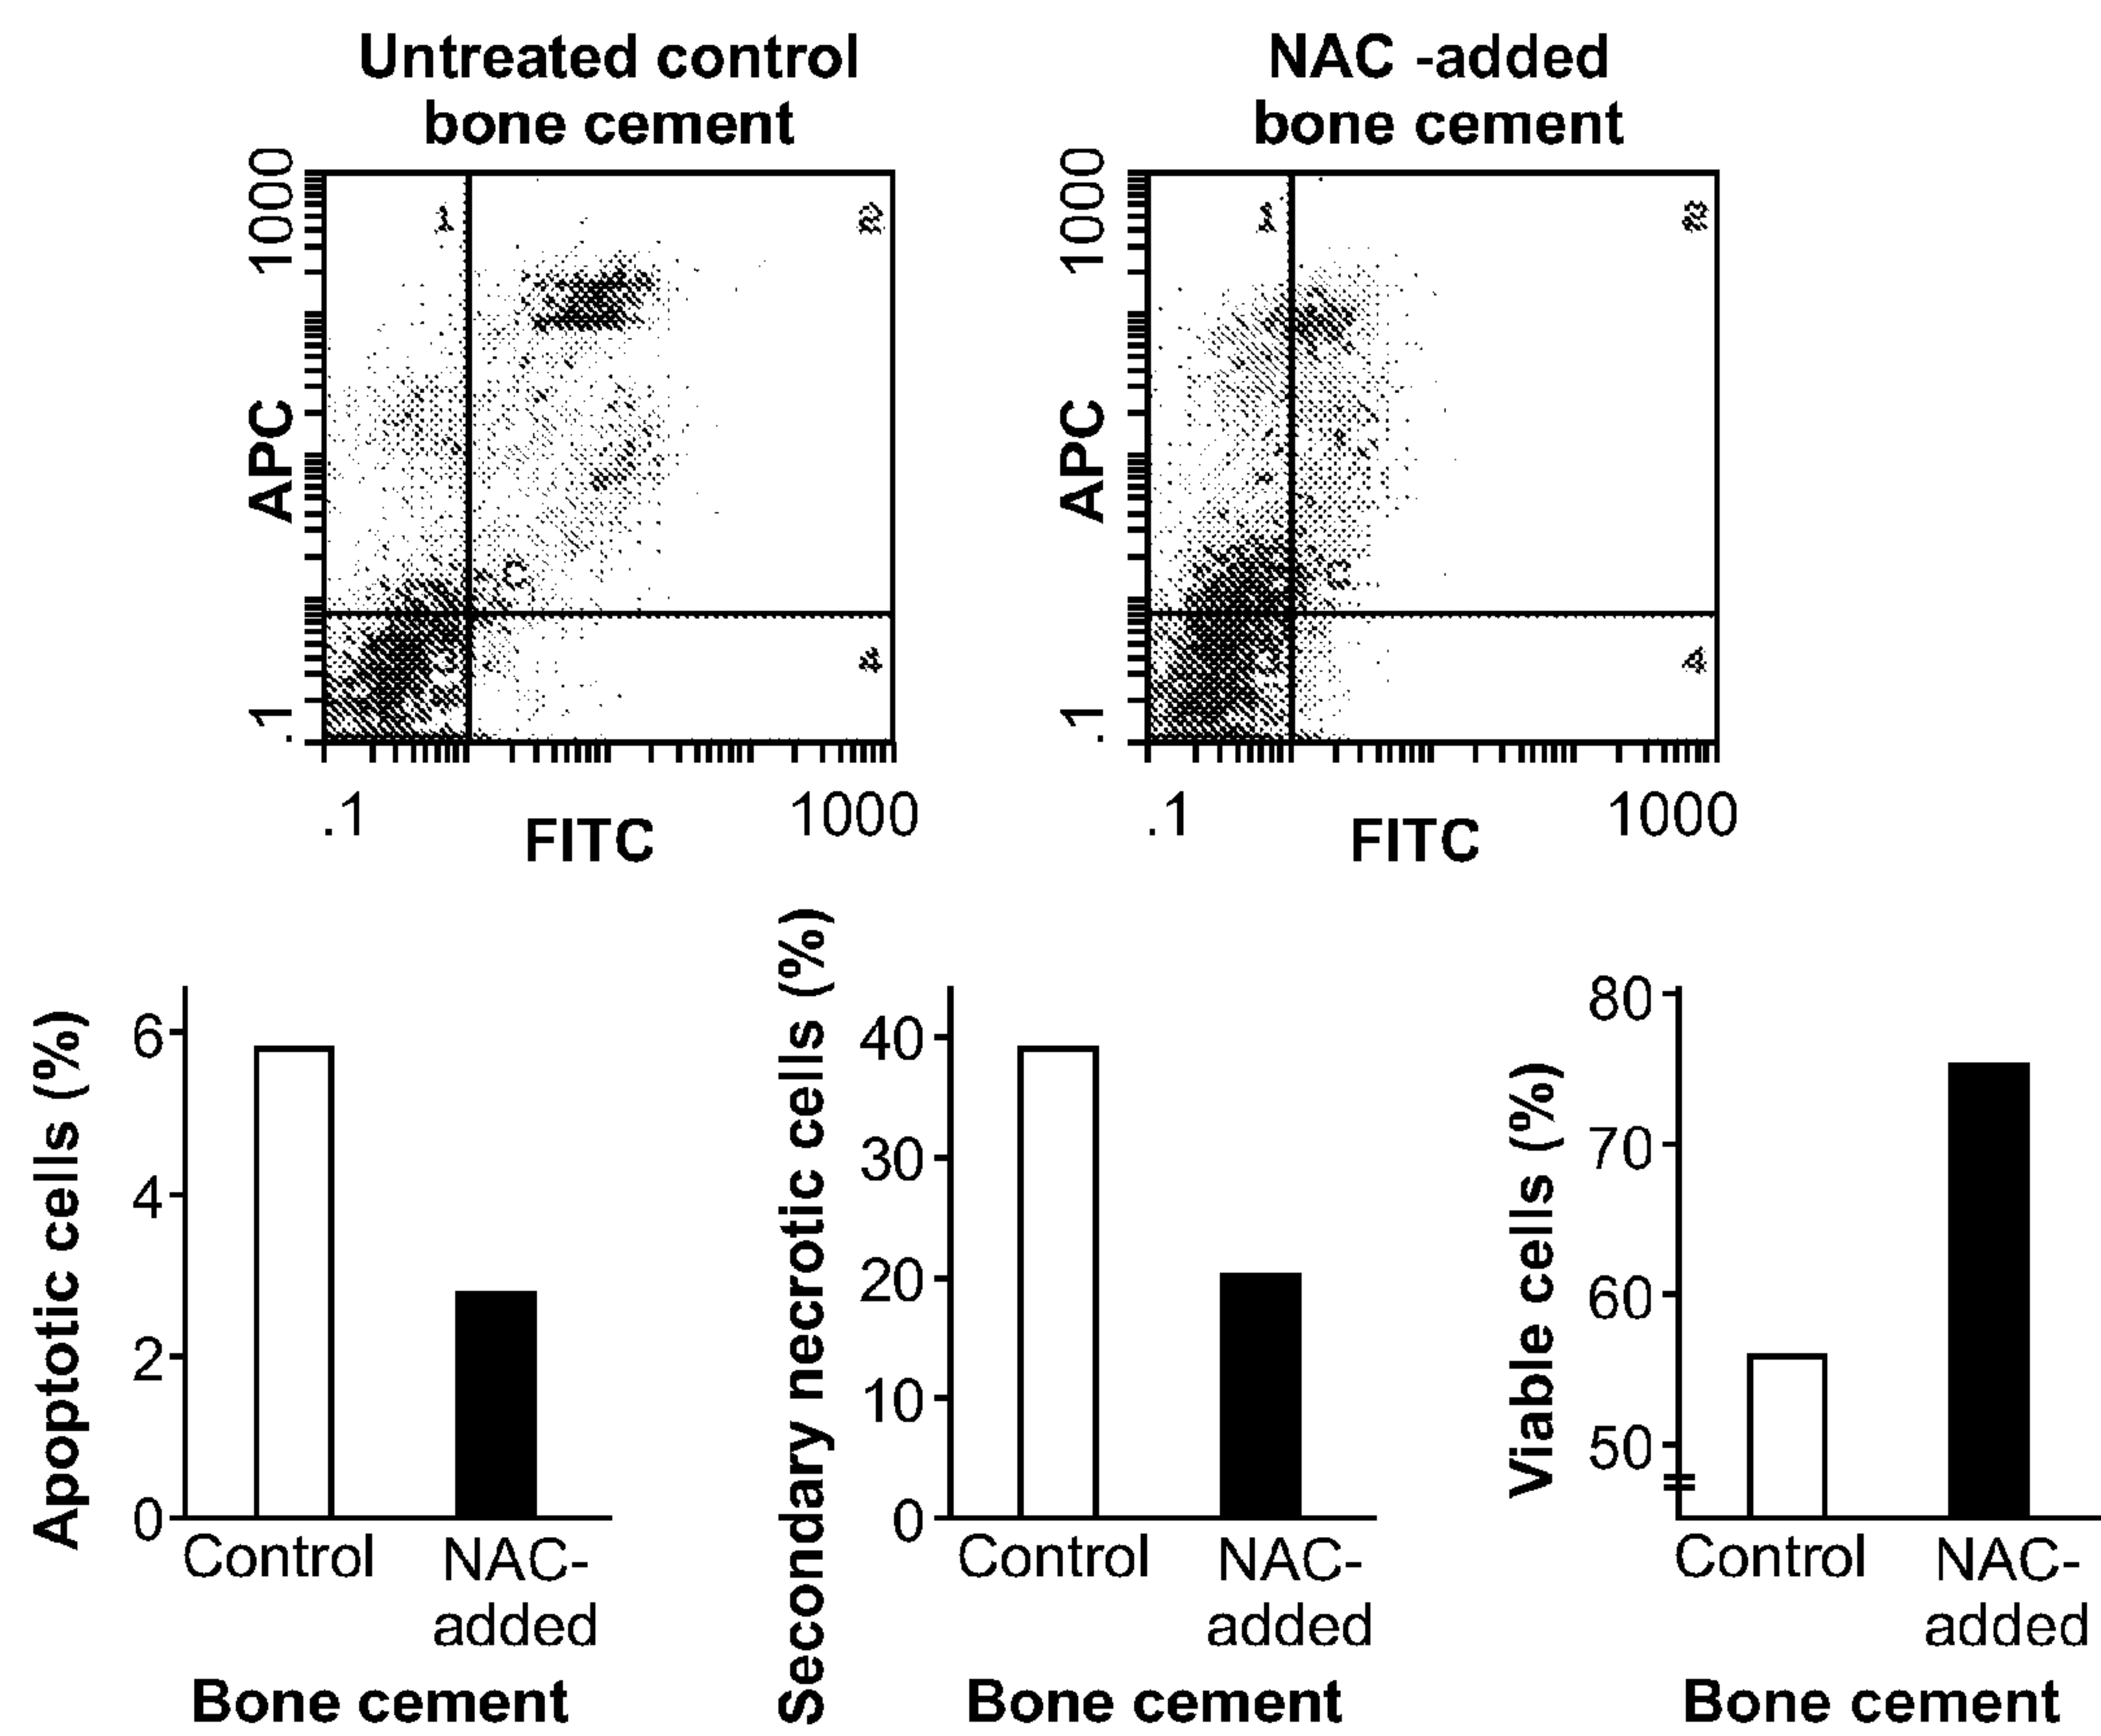 Untreated control
bone cement
NAC -added
bone cement
1000
APC
.1
.1
1000
FITC
1000
APC
.1
.1
1000
FITC
Apoptotic cells (%)
6
4
2
0
Control
NAC-
added
Bone cement
Secondary necrotic cells (%)
40
30
20
10
0
Control
NAC-
added
Bone cement
Viable cells (%)
80
70
60
50
Control
NAC-
added
Bone cement